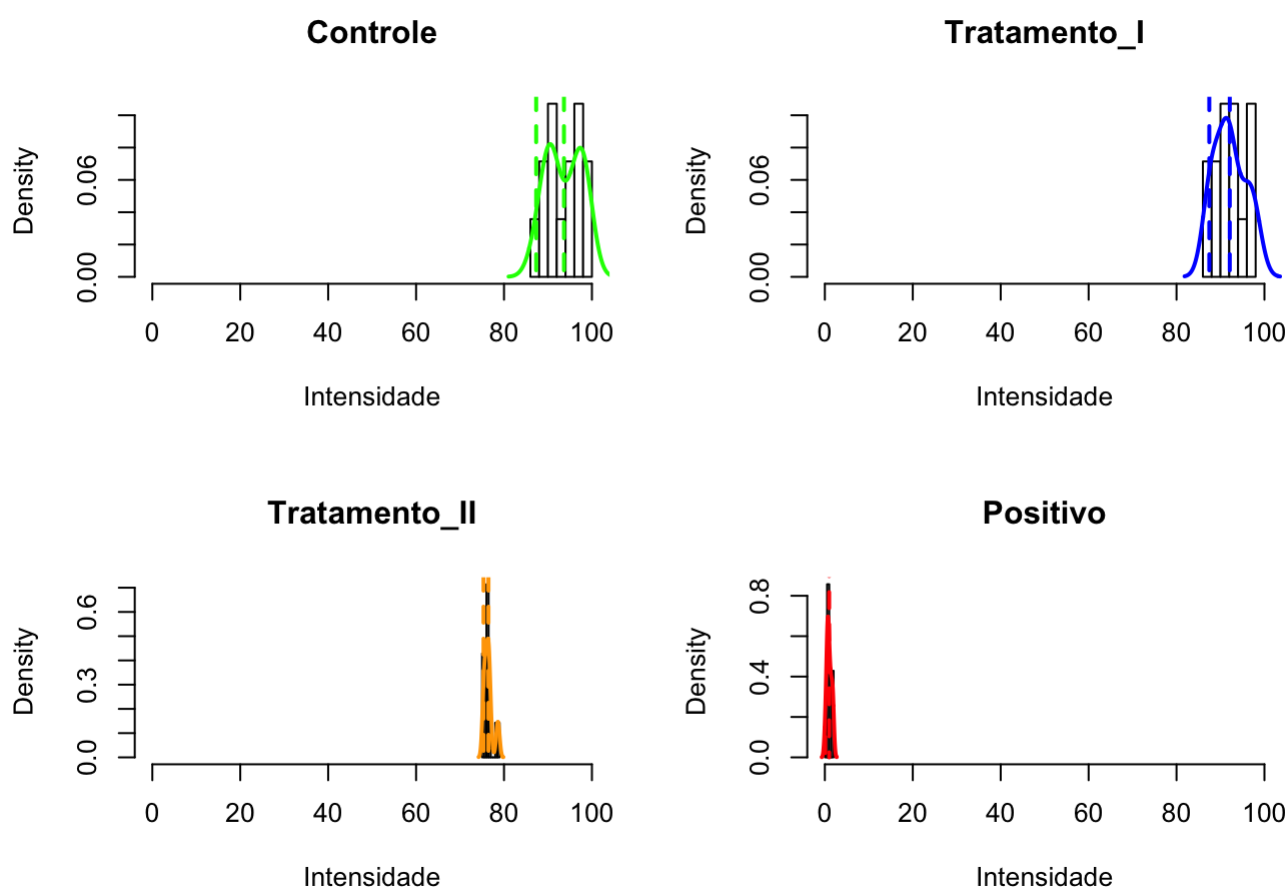 Controle
Density
0.00
0.06
0 20 40 60 80 100
Intensidade
Tratamento_I
Density
0.00
0.06
0 20 40 60 80 100
Intensidade
Tratamento_II
Density
0.0
0.3
0.6
0 20 40 60 80 100
Intensidade
Positivo
Density
0.0
0.4
0.8
0 20 40 60 80 100
Intensidade